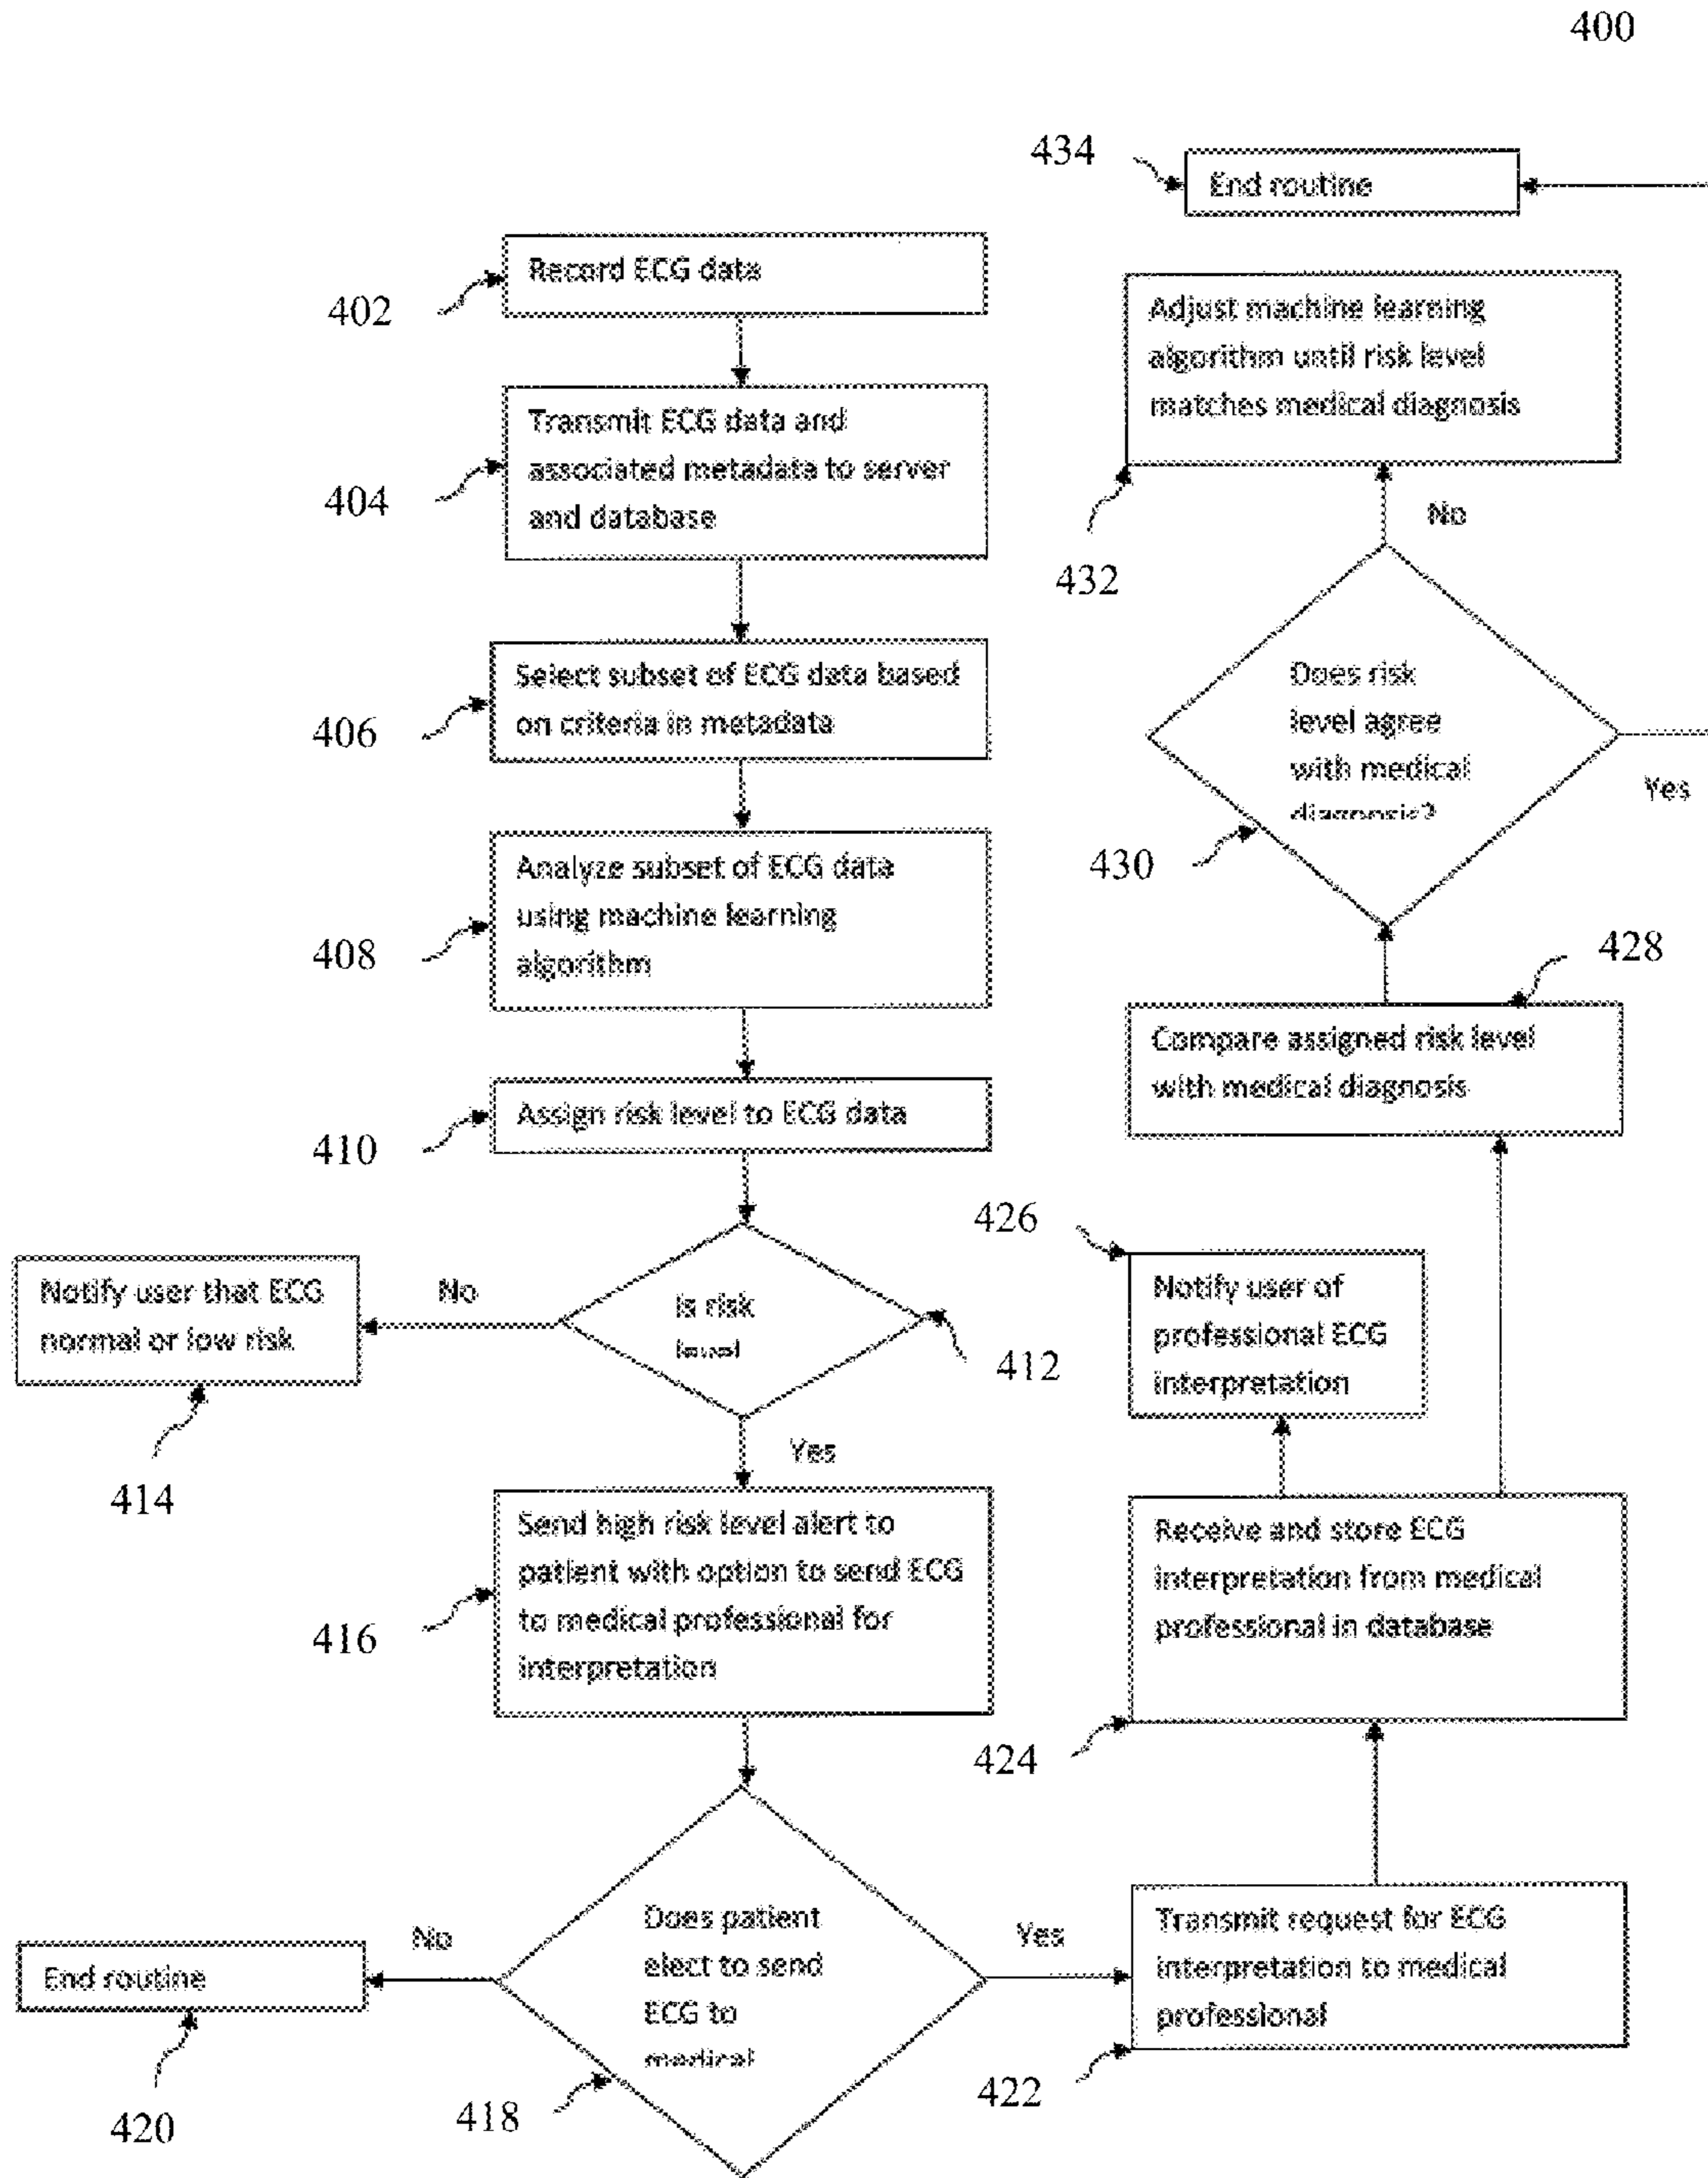 400
Record ECG data
402
Transmit ECG data and
associated metadata to server
and database
404
Select subset of ECG data based
on criteria in metadata
406
Analyze subset of ECG data
using machine learning
algorithm
408
Assign risk level to ECG data
410
Is risk
level
412
No
Notify user that ECG
normal or low risk
414
Yes
Send high risk level alert to
patient with option to send ECG
to medical professional for
interpretation
416
Does patient
elect to send
ECG to
medical
418
No
End routine
420
Yes
Transmit request for ECG
interpretation to medical
professional
422
Receive and store ECG
interpretation from medical
professional in database
424
426
Notify user of
professional ECG
interpretation
428
Compare assigned risk level
with medical diagnosis
Does risk
level agree
with medical
diagnosis?
430
No
Yes
Adjust machine learning
algorithm until risk level
matches medical diagnosis
432
434
End routine